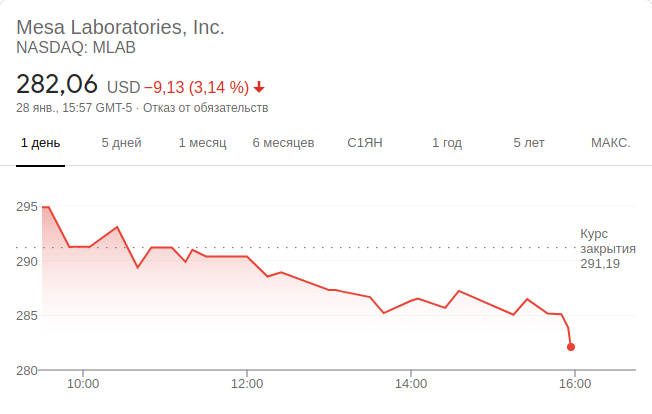 Mesa Laboratories, Inc.
NASDAQ: MLAB
282,06 USD −9,13 (3,14 %)
28 янв., 15:57 GMT-5 · Отказ от обязательств
1 день 5 дней 1 месяц 6 месяцев С1ЯН 1 год 5 лет МАКС.
295
Курс
закрытия
291,19
290
285
280
10:00 12:00 14:00 16:00